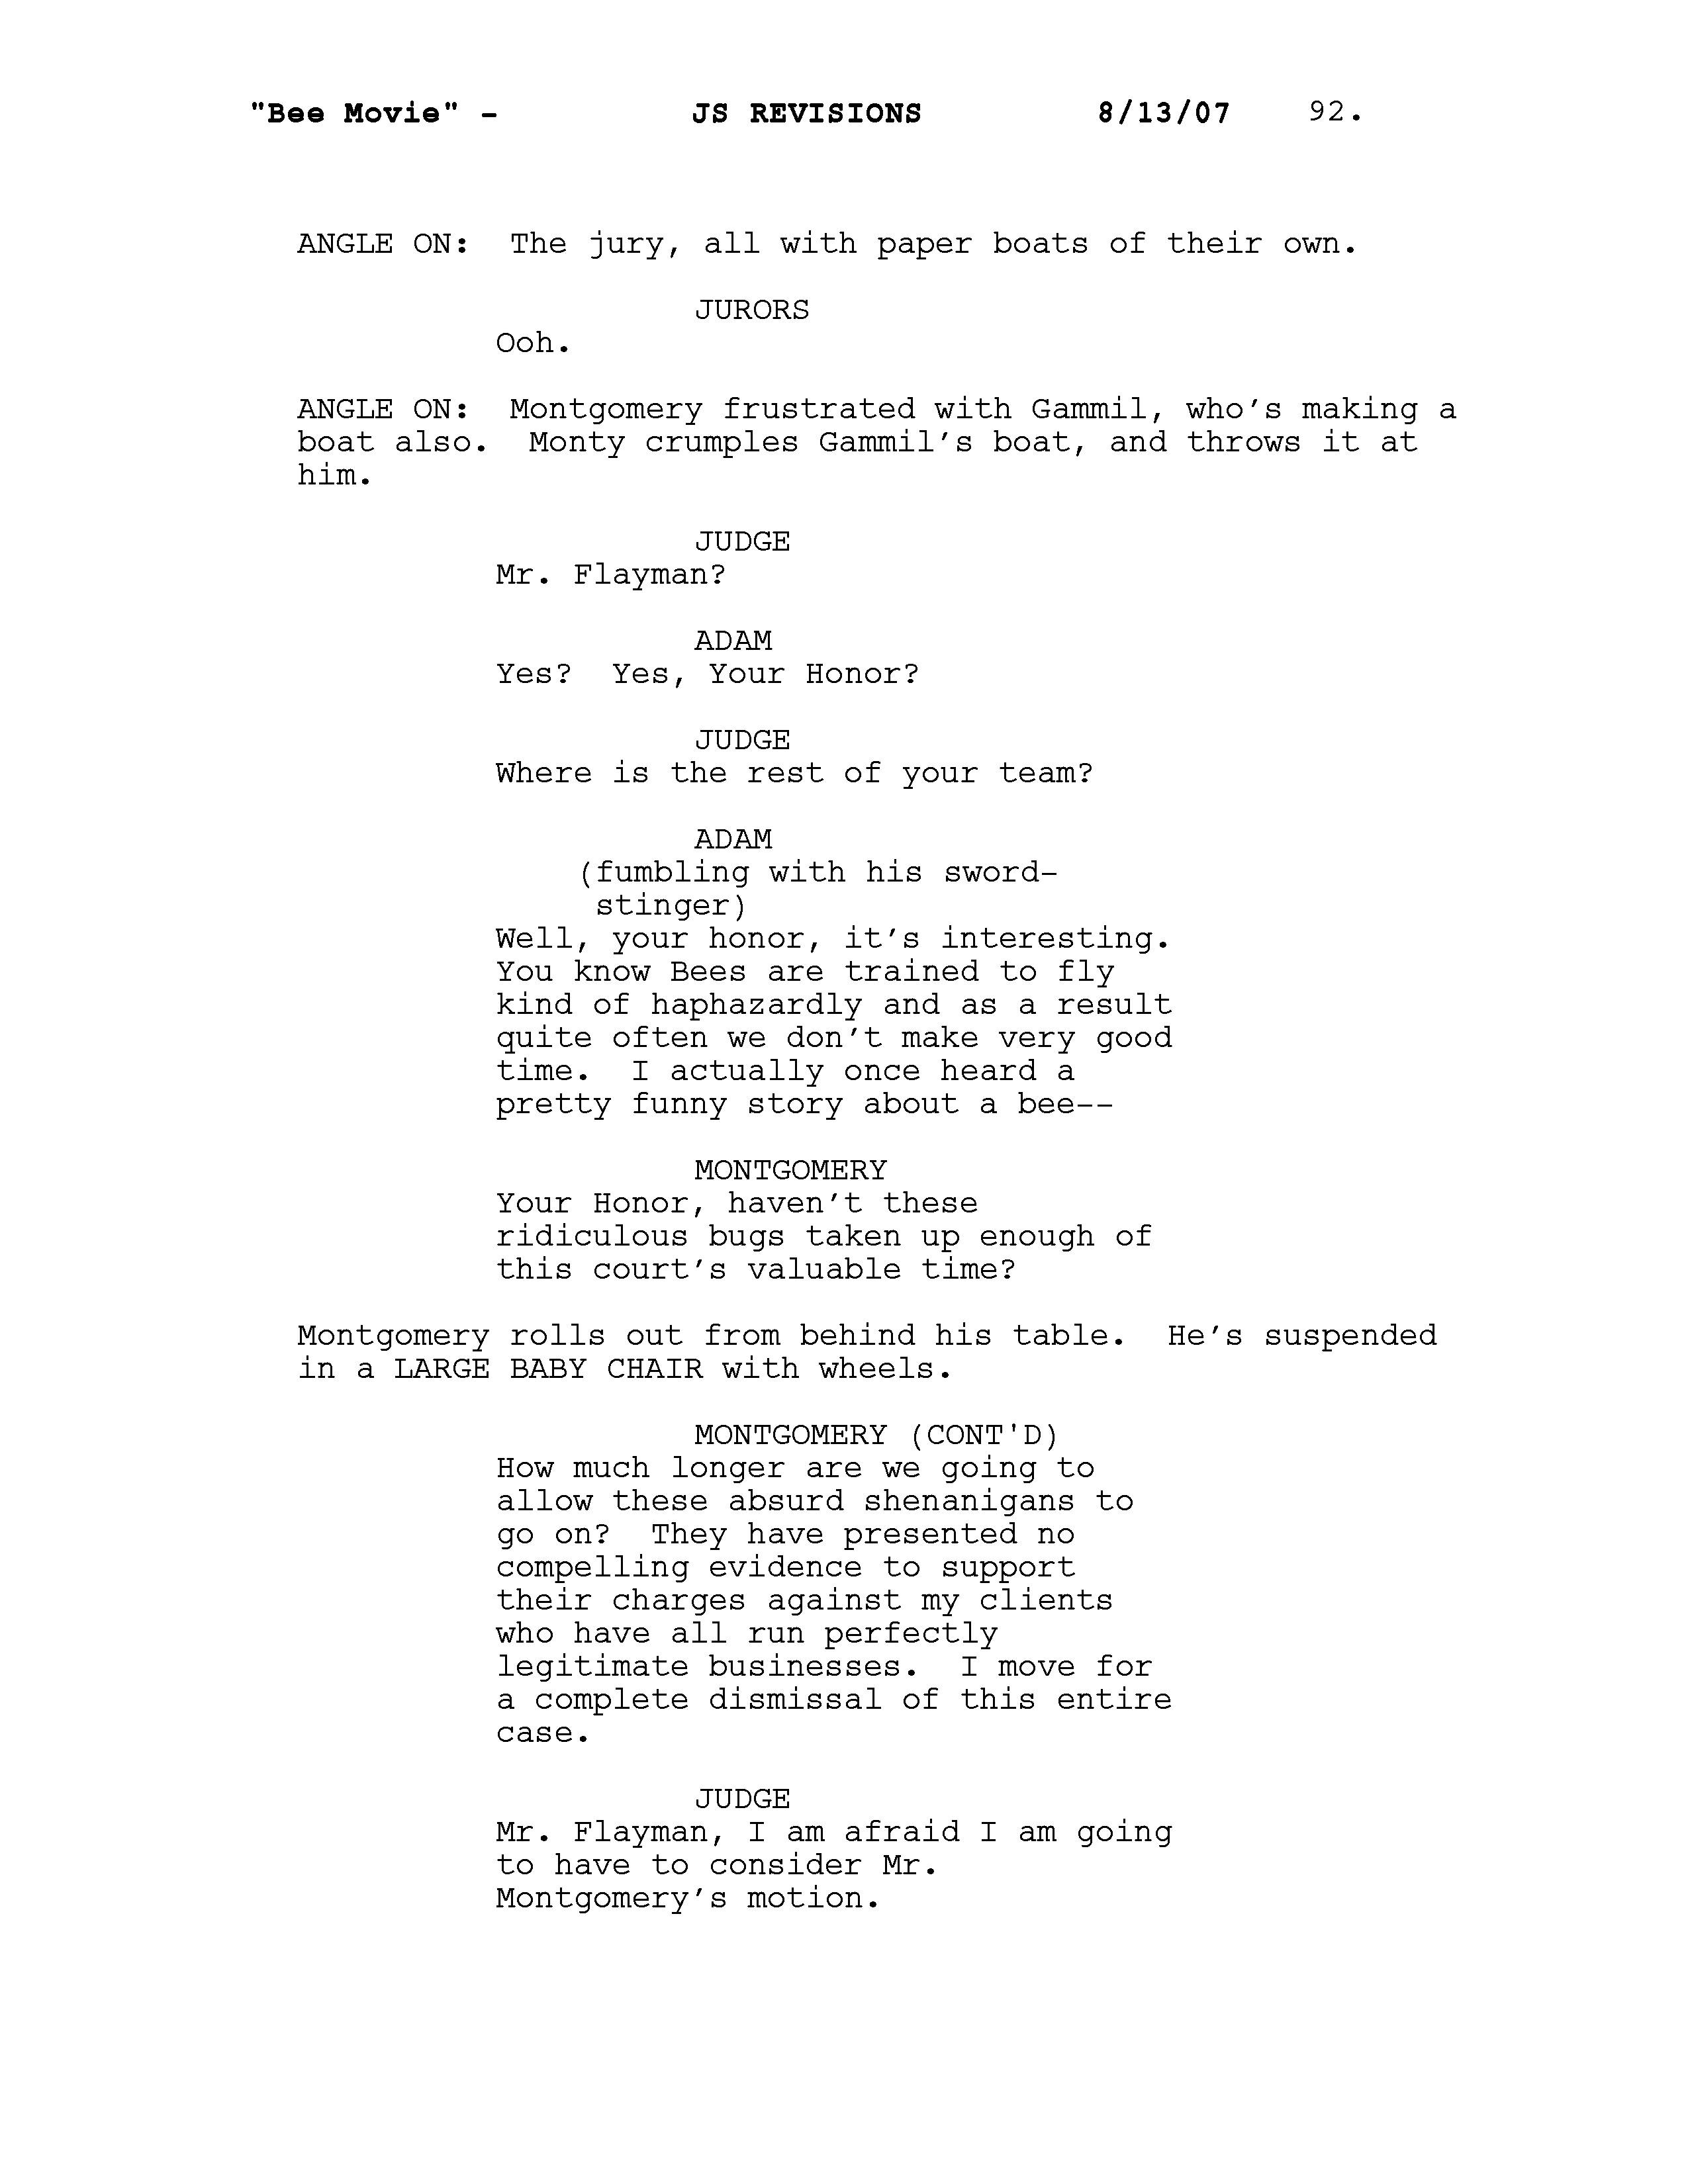 "Bee Movie" - JS REVISIONS 8/13/07 92.
ANGLE ON: The jury, all with paper boats of their own.
JURORS
Ooh.
ANGLE ON: Montgomery frustrated with Gammil, who's making a
boat also. Monty crumples Gammil's boat, and throws it at
him.
JUDGE
Mr. Flayman?
ADAM
Yes? Yes, Your Honor?
JUDGE
Where is the rest of your team?
ADAM
(fumbling with his sword-
stinger)
Well, your honor, it's interesting.
You know Bees are trained to fly
kind of haphazardly and as a result
quite often we don't make very good
time. I actually once heard a
pretty funny story about a bee--
MONTGOMERY
Your Honor, haven't these
ridiculous bugs taken up enough of
this court's valuable time?
Montgomery rolls out from behind his table. He's suspended
in a LARGE BABY CHAIR with wheels.
MONTGOMERY (CONT'D)
How much longer are we going to
allow these absurd shenanigans to
go on? They have presented no
compelling evidence to support
their charges against my clients
who have all run perfectly
legitimate businesses. I move for
a complete dismissal of this entire
case.
JUDGE
Mr. Flayman, I am afraid I am going
to have to consider Mr.
Montgomery's motion.